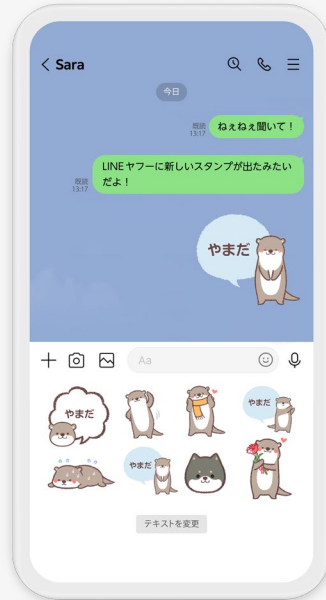 Sara
今日
既読
13:17
ねぇねぇ聞いて！
LINEヤフーに新しいスタンプが出たみたい
だよ！
既読
13:17
やまだ
Aa
やまだ
やまだ
やまだ
テキストを変更